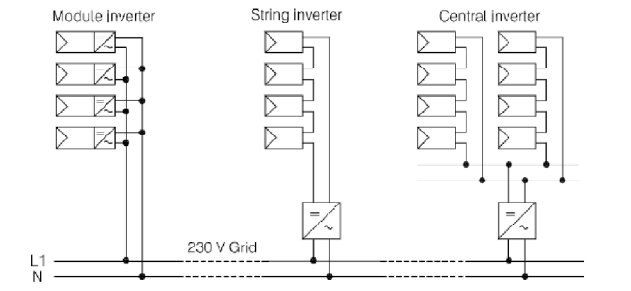 Module inverter
String inverter
Central inverter
230 V Grid
L1
N